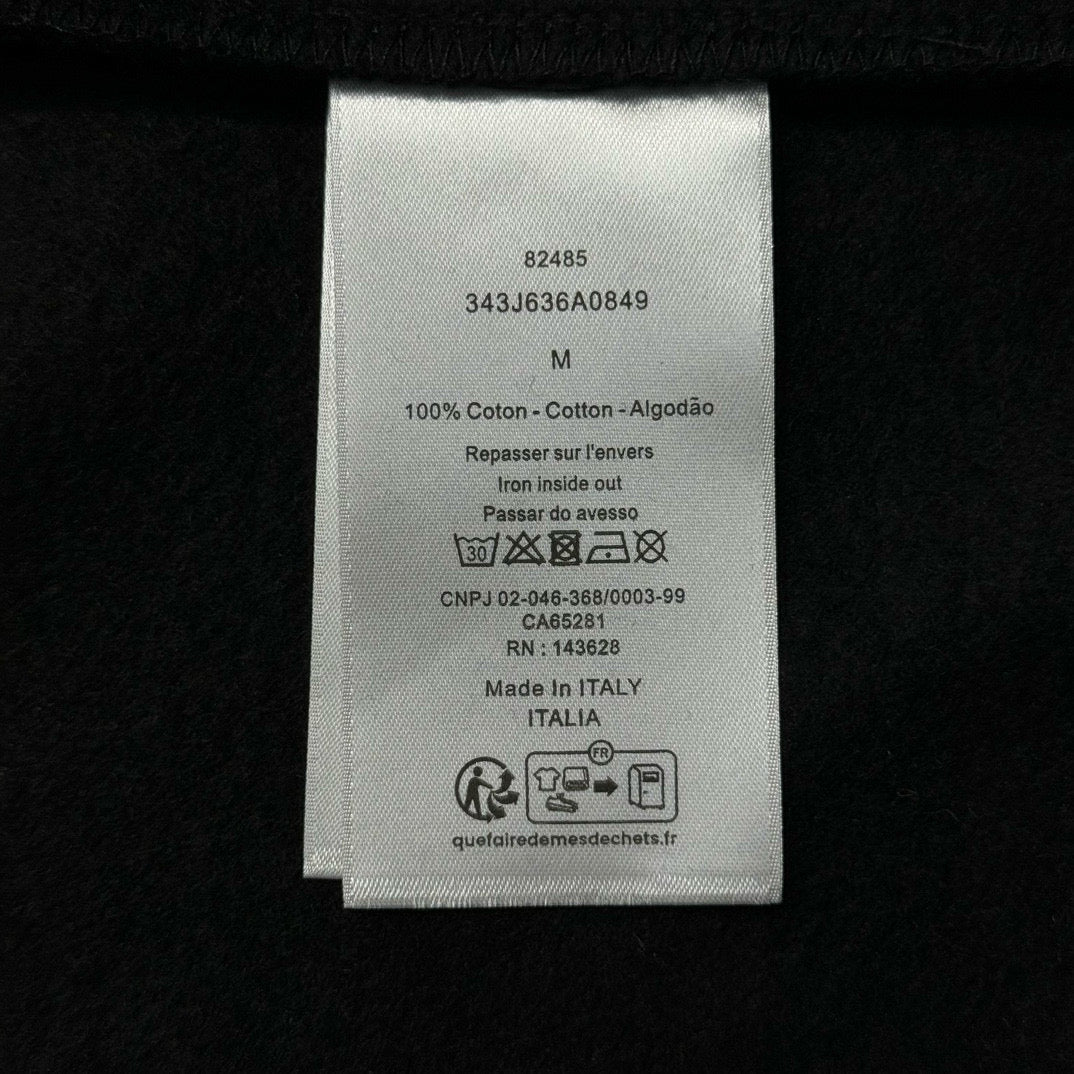 82485
343J636A0849
M
100% Coton - Cotton - Algodão
Repasser sur l'envers
Iron inside out
Passar do avesso
30
CNPJ 02-046-368/0003-99
CA65281
RN : 143628
Made In ITALY
ITALIA
FR
quefairedemesdechets.fr